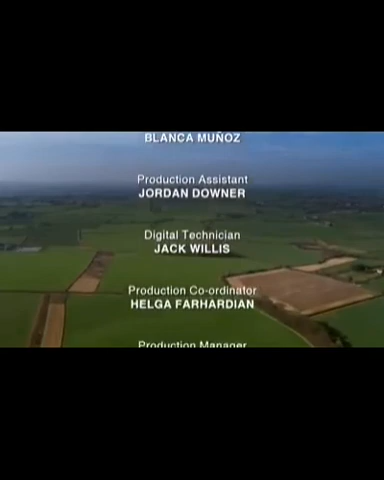 BLANCA MUÑOZ
Production Assistant
JORDAN DOWNER
Digital Technician
JACK WILLIS
Production Co-ordinator
HELGA FARHARDIAN
Production Manager